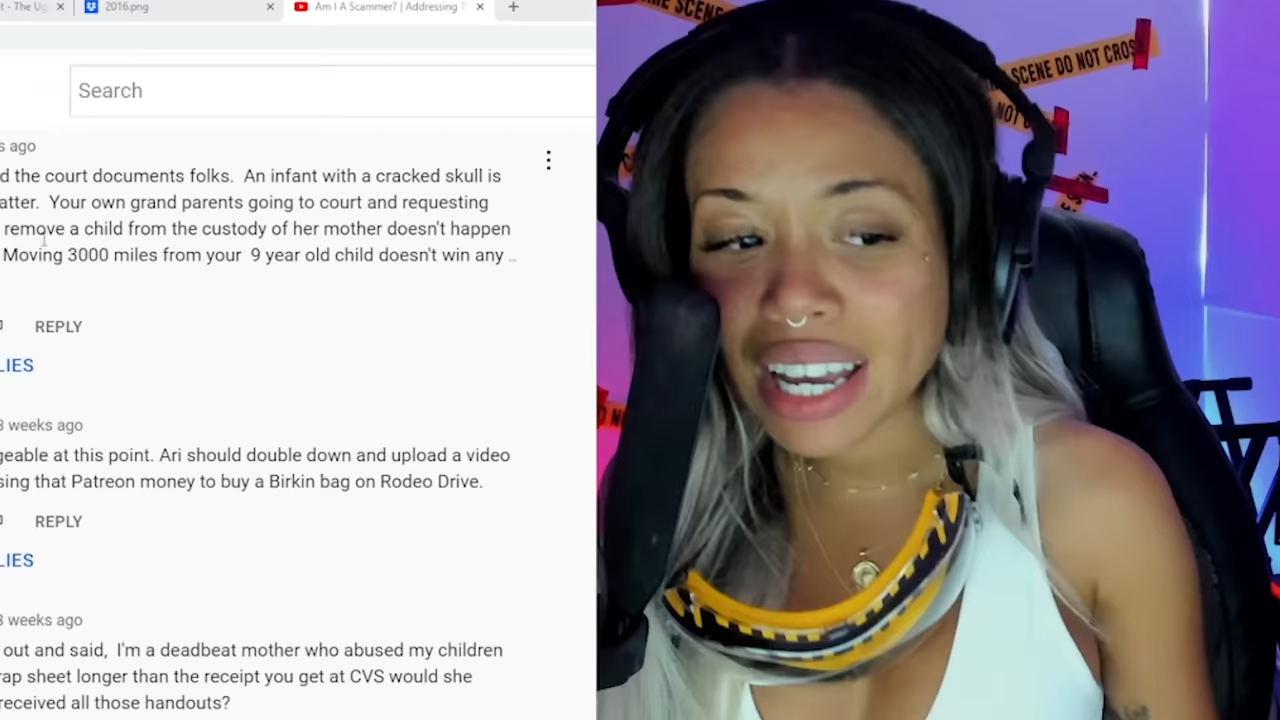 t - The Ug
2016.png
Am I A Scammer? | Addressing
Search
s ago
d the court documents folks. An infant with a cracked skull is
atter. Your own grand parents going to court and requesting
remove a child from the custody of her mother doesn't happen
Moving 3000 miles from your 9 year old child doesn't win any ...
REPLY
LIES
3 weeks ago
geable at this point. Ari should double down and upload a video
sing that Patreon money to buy a Birkin bag on Rodeo Drive.
REPLY
LIES
3 weeks ago
out and said, I'm a deadbeat mother who abused my children
rap sheet longer than the receipt you get at CVS would she
received all those handouts?
ME SCENE
SCENE DO NOT CROS
NOT C